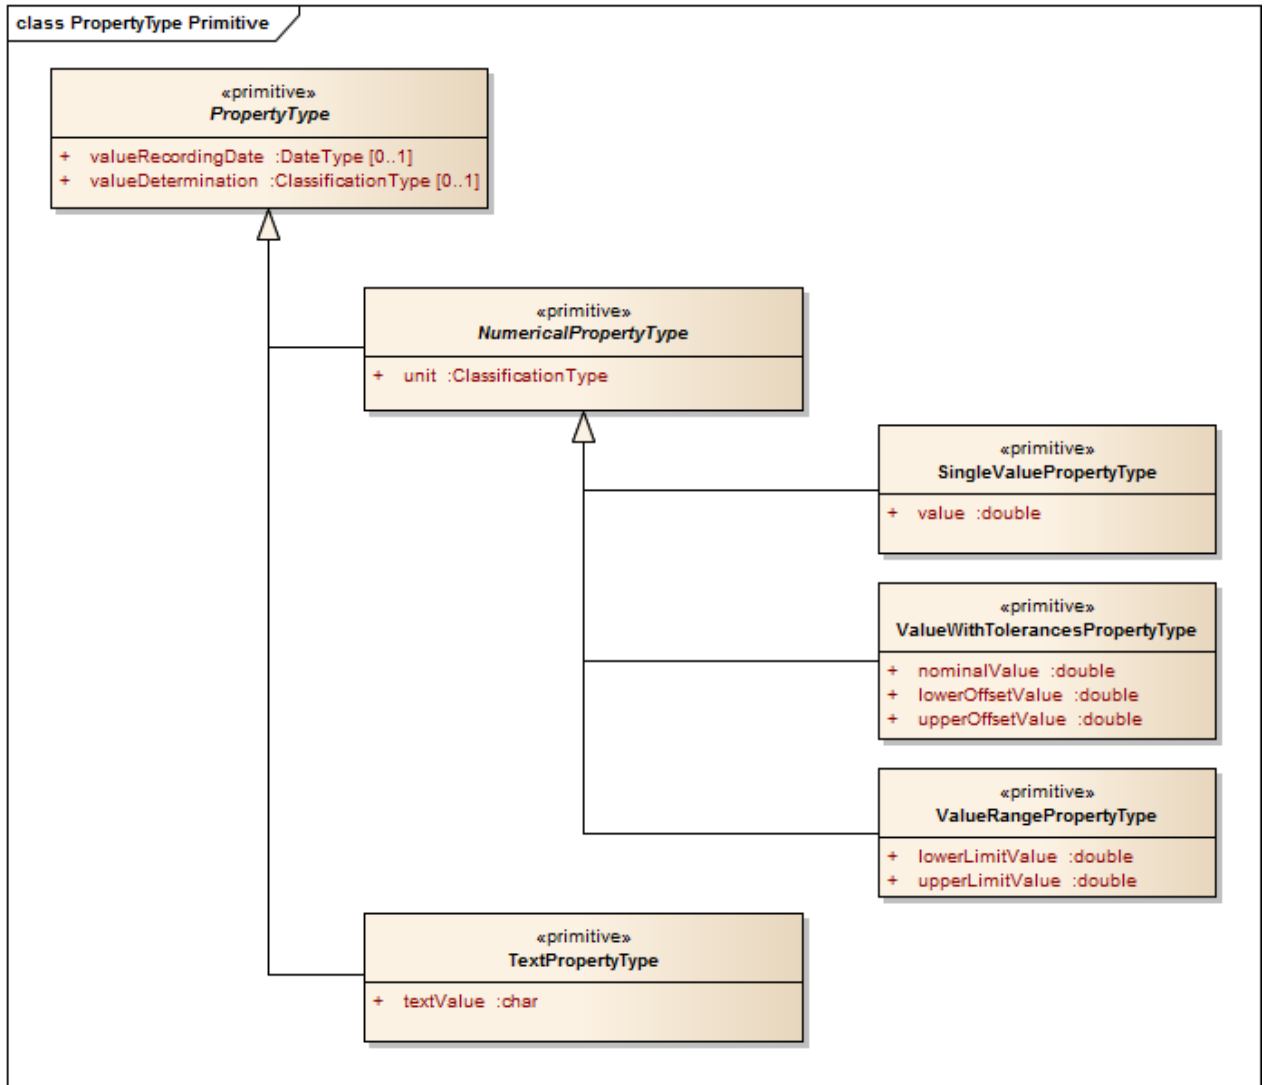 class PropertyType Primitive
«primitive»
PropertyType
+ valueRecordingDate :DateType [0..1]
+ valueDetermination :ClassificationType [0..1]
«primitive»
NumericalPropertyType
+ unit :ClassificationType
«primitive»
SingleValuePropertyType
+ value :double
«primitive»
ValueWithTolerancesPropertyType
+ nominalValue :double
+ lowerOffsetValue :double
+ upperOffsetValue :double
«primitive»
ValueRangePropertyType
+ lowerLimitValue :double
+ upperLimitValue :double
«primitive»
TextPropertyType
+ textValue :char